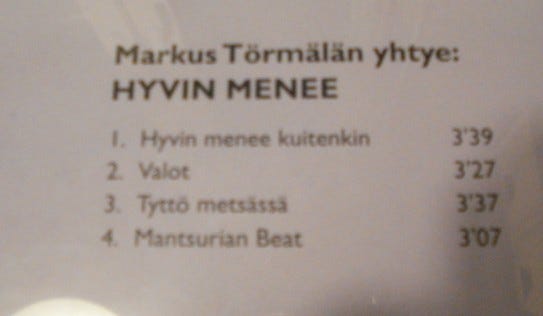 Markus Törmälän yhtye:
HYVIN MENEE
1. Hyvin menee kuitenkin 3'39
2. Valot 3'27
3. Tyttö metsässä 3'37
4. Mantsurian Beat 3'07